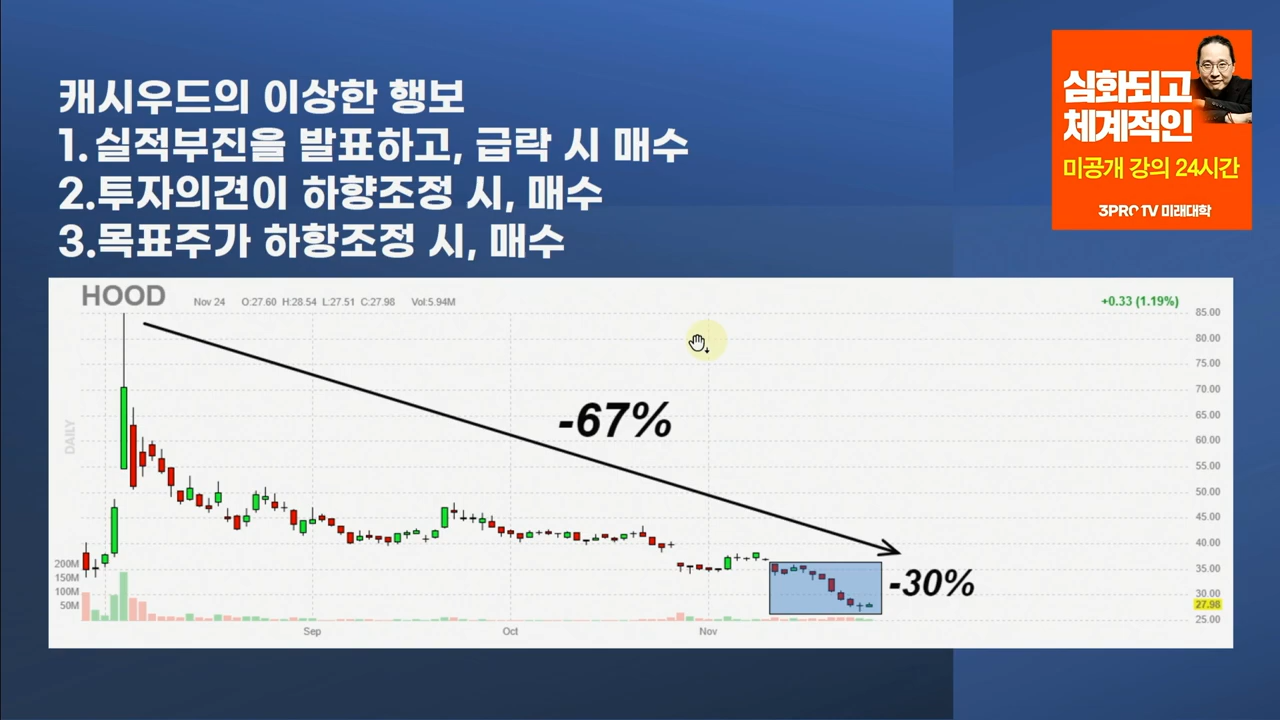 캐시우드의 이상한 행보
1.실적부진을 발표하고, 급락 시 매수
2.투자의견이 하향조정 시, 매수
3.목표주가 하항조정 시, 매수
심화되고
체계적인
미공개 강의 24시간
3PRO TV 미래대학
HOOD Nov 24 O:27.60 H:28.54 L:27.51 C:27.98 Vol:5.94M +0.33 (1.19%)
85.00
80.00
75.00
70.00
65.00
60.00
55.00
50.00
45.00
40.00
35.00
30.00
27.98
25.00
DAILY
-67%
-30%
200M
150M
100M
50M
Sep Oct Nov